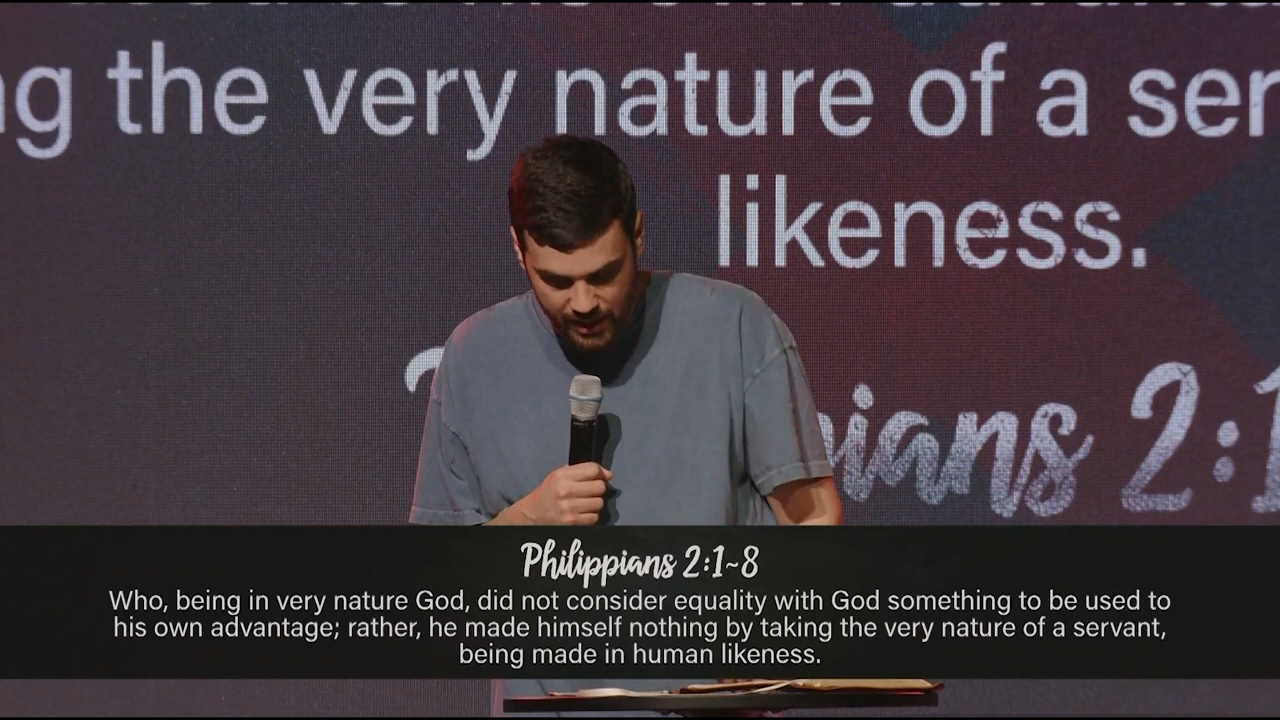 ng the very nature of a ser
likeness.
pians 2:1
Philippians 2:1~8
Who, being in very nature God, did not consider equality with God something to be used to
his own advantage; rather, he made himself nothing by taking the very nature of a servant,
being made in human likeness.